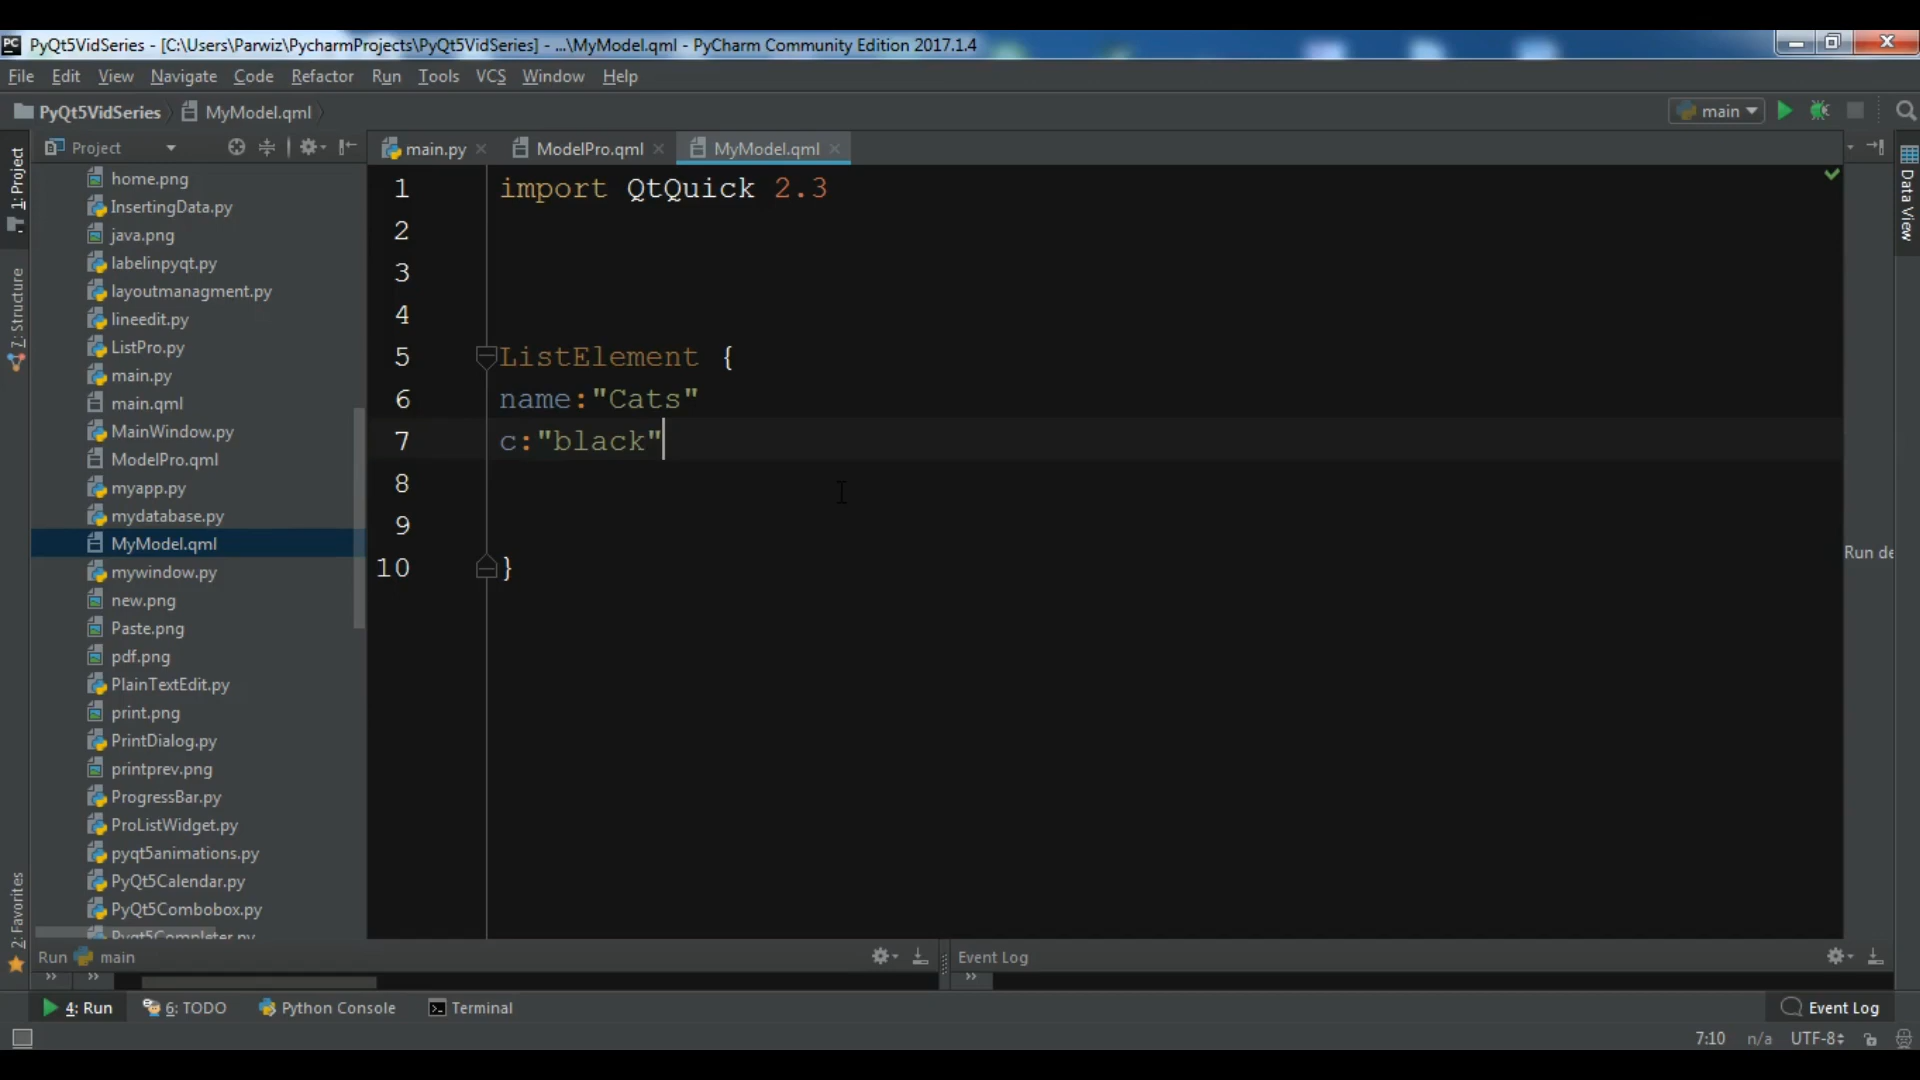 PyQt5VidSeries - [C:\Users\Parwiz\PycharmProjects\PyQt5VidSeries] - ...\MyModel.qml - PyCharm Community Edition 2017.1.4
File Edit View Navigate Code Refactor Run Tools VCS Window Help
PyQt5VidSeries MyModel.qml main
Project main.py ModelPro.qml MyModel.qml
1: Project
7: Structure
2: Favorites
home.png
InsertingData.py
java.png
labelinpyqt.py
layoutmanagment.py
lineedit.py
ListPro.py
main.py
main.qml
MainWindow.py
ModelPro.qml
myapp.py
mydatabase.py
MyModel.qml
mywindow.py
new.png
Paste.png
pdf.png
PlainTextEdit.py
print.png
PrintDialog.py
printprev.png
ProgressBar.py
ProListWidget.py
pyqt5animations.py
PyQt5Calendar.py
PyQt5Combobox.py
Pyqt5Completer.py
1 import QtQuick 2.3
2
3
4
5 ListElement {
6 name:"Cats"
7 c:"black"
8
9
10 }
Data View
Run de
Run main Event Log
4: Run 6: TODO Python Console Terminal Event Log
7:10 n/a UTF-8